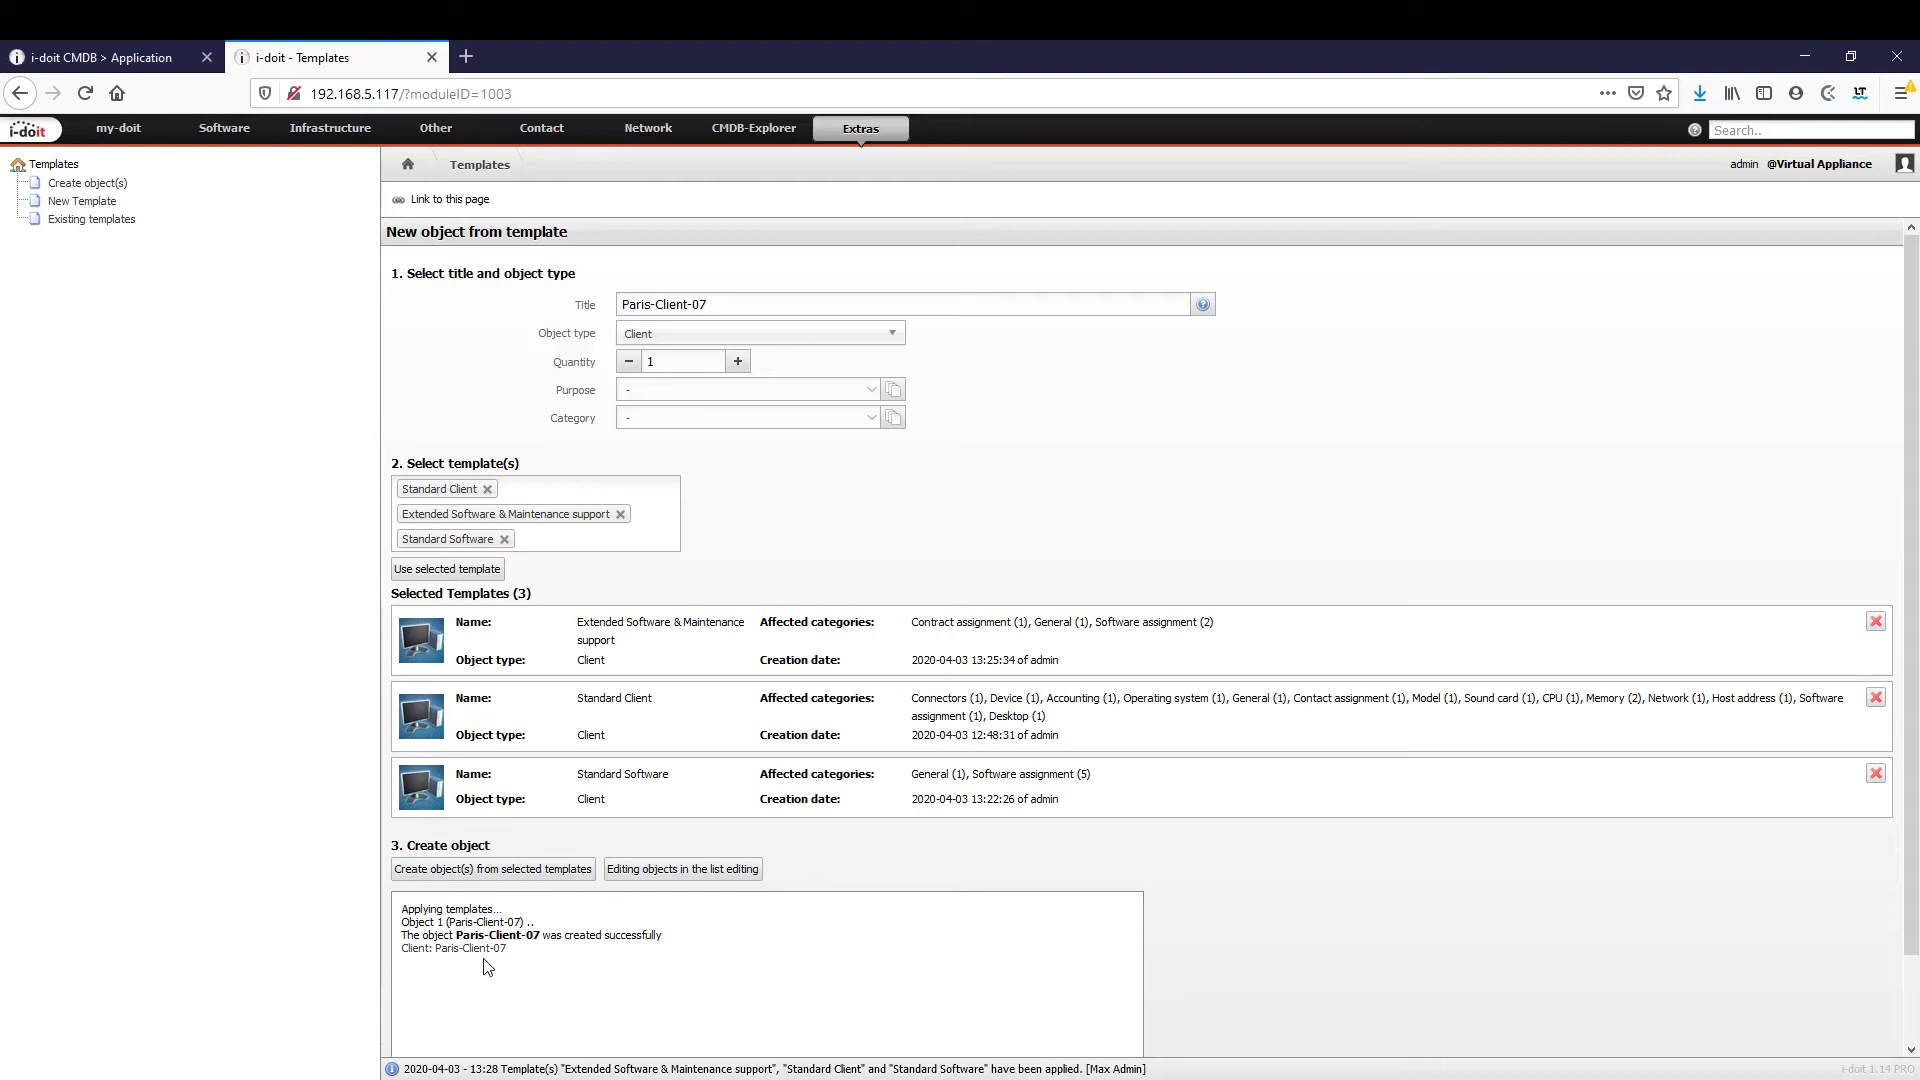 i-doit CMDB > Application
i-doit - Templates
192.168.5.117/?moduleID=1003
i-doit
my-doit
Software
Infrastructure
Other
Contact
Network
CMDB-Explorer
Extras
Search..
Templates
Create object(s)
New Template
Existing templates
Templates
admin @Virtual Appliance
Link to this page
New object from template
1. Select title and object type
Title Paris-Client-07
Object type Client
Quantity − 1 +
Purpose -
Category -
2. Select template(s)
Standard Client
Extended Software & Maintenance support
Standard Software
Use selected template
Selected Templates (3)
Name: Extended Software & Maintenance Affected categories: Contract assignment (1), General (1), Software assignment (2)
support
Object type: Client Creation date: 2020-04-03 13:25:34 of admin
Name: Standard Client Affected categories: Connectors (1), Device (1), Accounting (1), Operating system (1), General (1), Contact assignment (1), Model (1), Sound card (1), CPU (1), Memory (2), Network (1), Host address (1), Software
assignment (1), Desktop (1)
Object type: Client Creation date: 2020-04-03 12:48:31 of admin
Name: Standard Software Affected categories: General (1), Software assignment (5)
Object type: Client Creation date: 2020-04-03 13:22:26 of admin
3. Create object
Create object(s) from selected templates
Editing objects in the list editing
Applying templates...
Object 1 (Paris-Client-07) ..
The object Paris-Client-07 was created successfully
Client: Paris-Client-07
2020-04-03 - 13:28 Template(s) "Extended Software & Maintenance support", "Standard Client" and "Standard Software" have been applied. [Max Admin]
i-doit 1.14 PRO